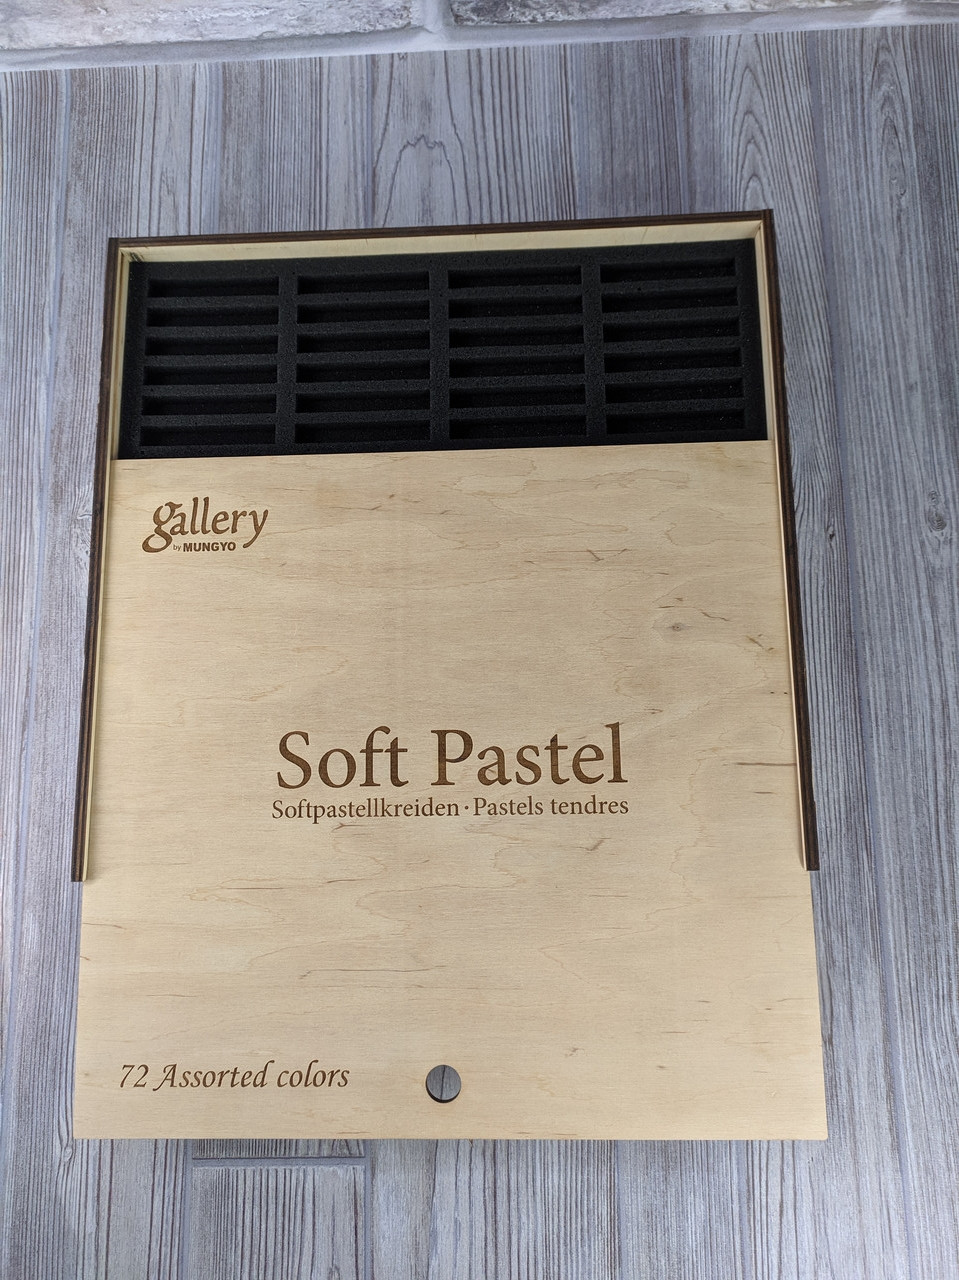 gallery
by MUNGYO
Soft Pastel
Softpastellkreiden · Pastels tendres
72 Assorted colors